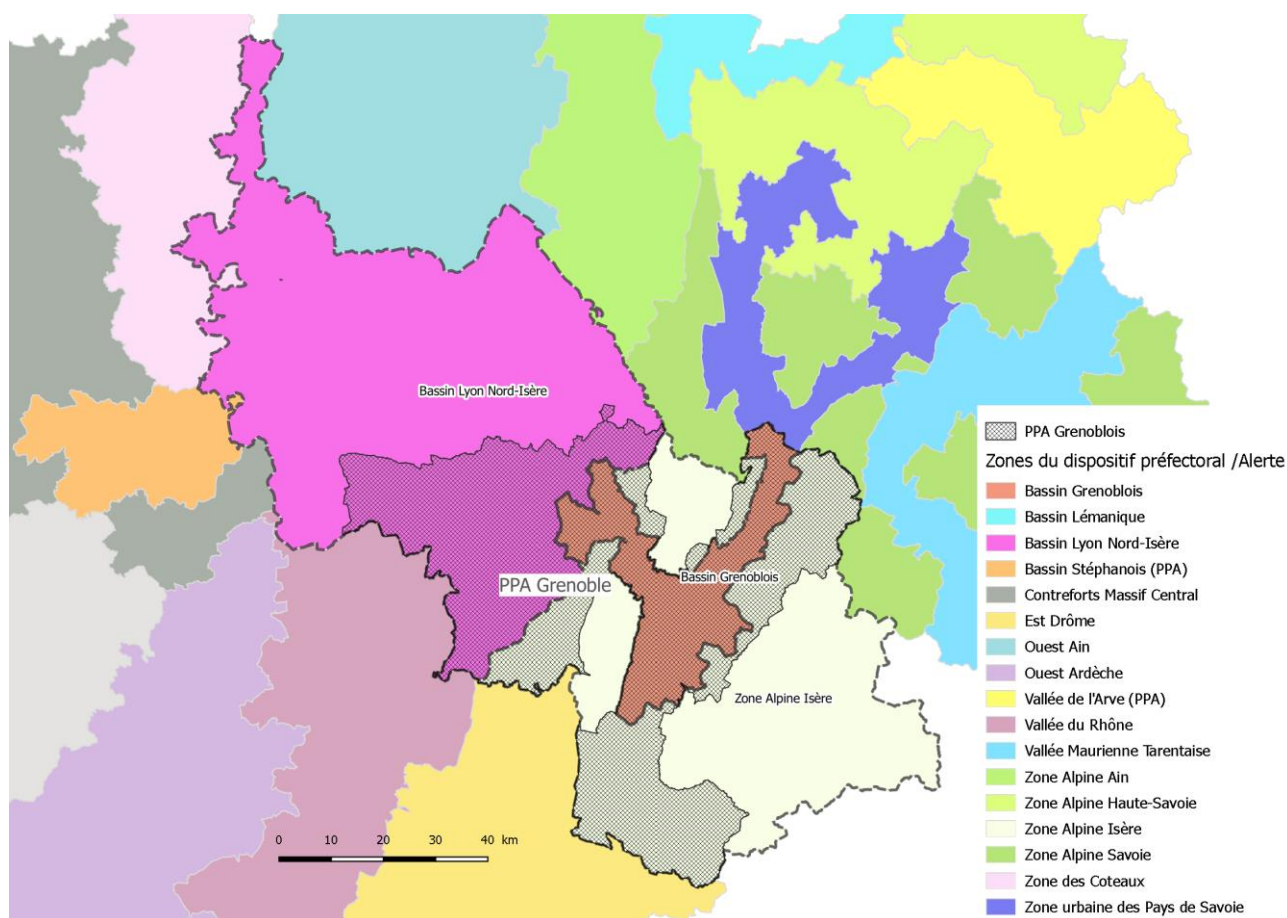 Bassin Lyon Nord-Isère
PPA Grenoble
Bassin Grenoblois
Zone Alpine Isère
0 10 20 30 40 km
PPA Grenoblois
Zones du dispositif préfectoral /Alerte
Bassin Grenoblois
Bassin Lémanique
Bassin Lyon Nord-Isère
Bassin Stéphanois (PPA)
Contreforts Massif Central
Est Drôme
Ouest Ain
Ouest Ardèche
Vallée de l'Arve (PPA)
Vallée du Rhône
Vallée Maurienne Tarentaise
Zone Alpine Ain
Zone Alpine Haute-Savoie
Zone Alpine Isère
Zone Alpine Savoie
Zone des Coteaux
Zone urbaine des Pays de Savoie